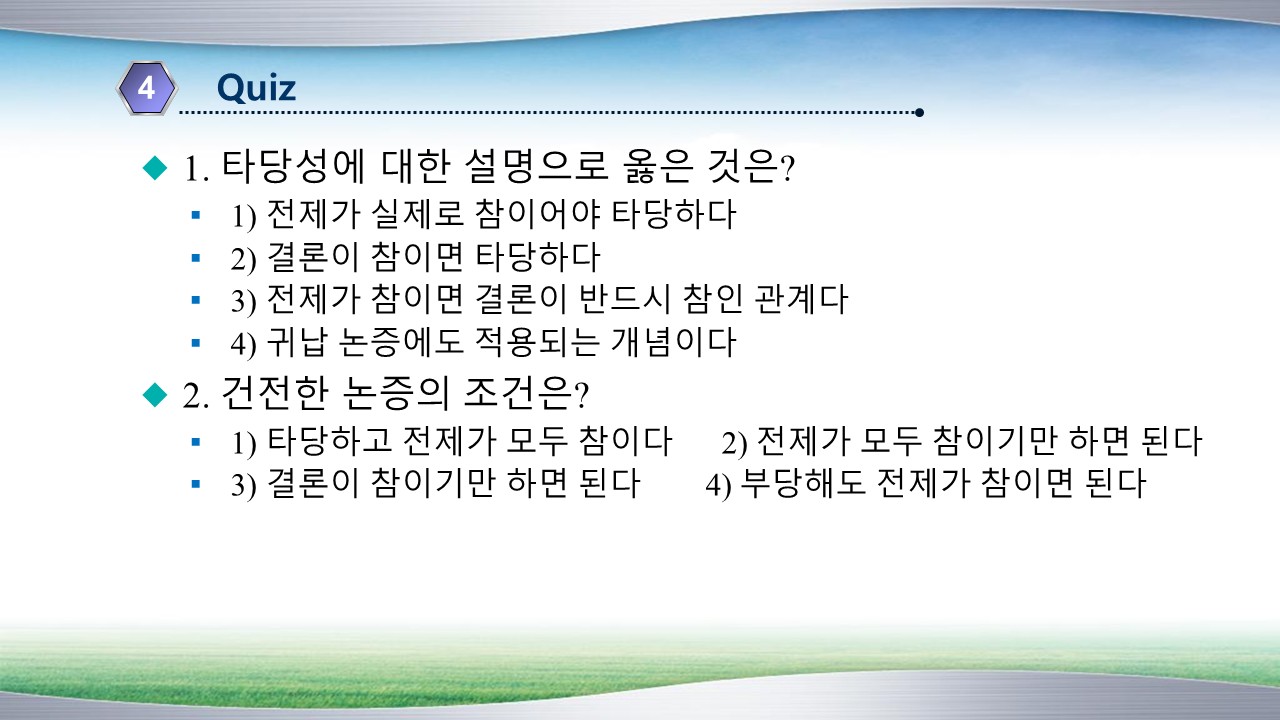 4 Quiz
1. 타당성에 대한 설명으로 옳은 것은?
1) 전제가 실제로 참이어야 타당하다
2) 결론이 참이면 타당하다
3) 전제가 참이면 결론이 반드시 참인 관계다
4) 귀납 논증에도 적용되는 개념이다
2. 건전한 논증의 조건은?
1) 타당하고 전제가 모두 참이다 2) 전제가 모두 참이기만 하면 된다
3) 결론이 참이기만 하면 된다 4) 부당해도 전제가 참이면 된다